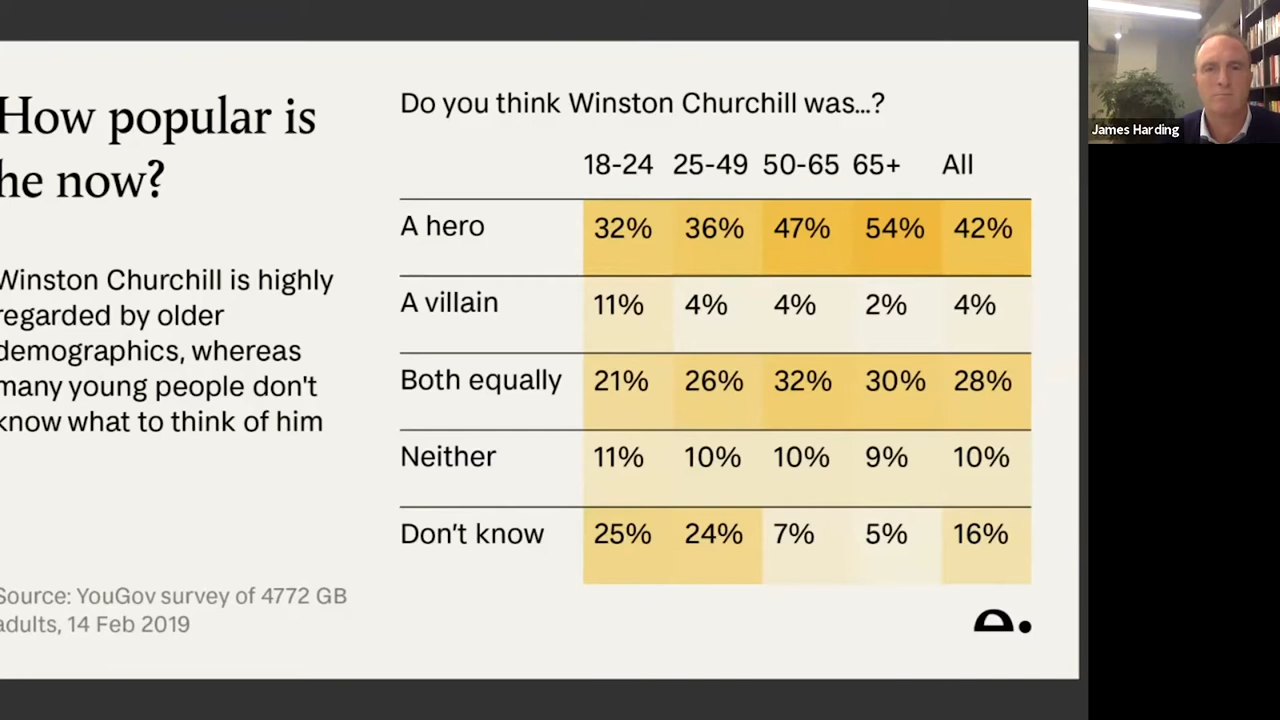 How popular is
he now?
Winston Churchill is highly
regarded by older
demographics, whereas
many young people don't
know what to think of him
Source: YouGov survey of 4772 GB
adults, 14 Feb 2019
Do you think Winston Churchill was...?
18-24 25-49 50-65 65+ All
A hero 32% 36% 47% 54% 42%
A villain 11% 4% 4% 2% 4%
Both equally 21% 26% 32% 30% 28%
Neither 11% 10% 10% 9% 10%
Don't know 25% 24% 7% 5% 16%
James Harding